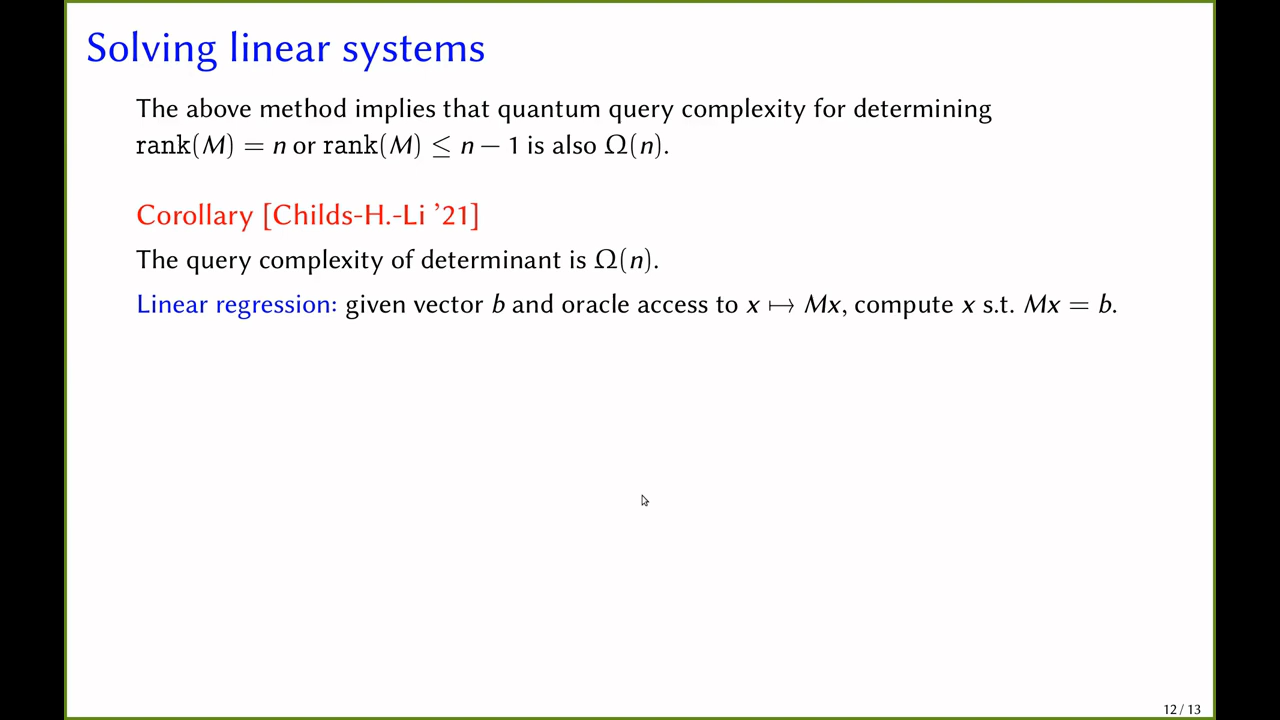 Solving linear systems
The above method implies that quantum query complexity for determining
rank(M) = n or rank(M) ≤ n − 1 is also Ω(n).
Corollary [Childs-H.-Li ’21]
The query complexity of determinant is Ω(n).
Linear regression: given vector b and oracle access to x ↦ Mx, compute x s.t. Mx = b.
12 / 13